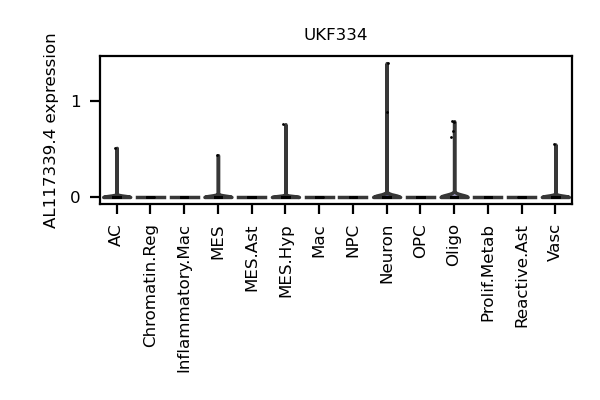 UKF334
AL117339.4 expression
1
0
AC
Chromatin.Reg
Inflammatory.Mac
MES
MES.Ast
MES.Hyp
Mac
NPC
Neuron
OPC
Oligo
Prolif.Metab
Reactive.Ast
Vasc